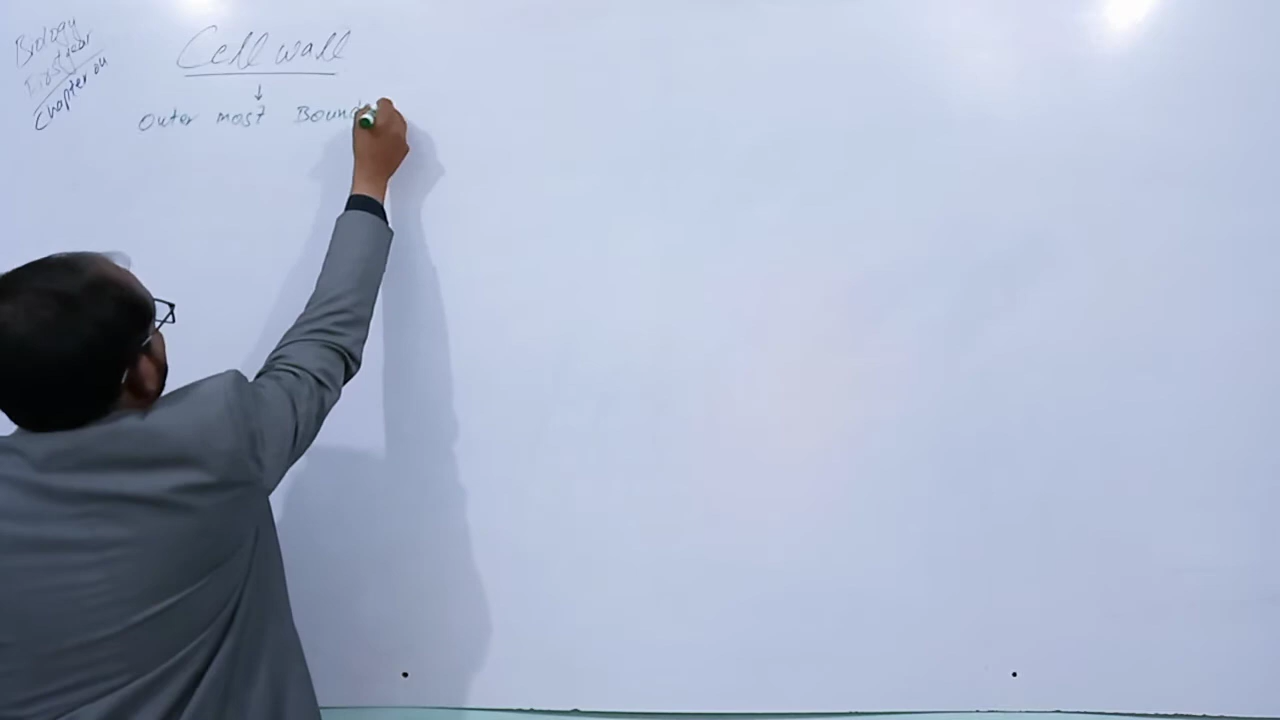 Biology
First year
Chapter 04
Cell wall
↓
Outer most Bound